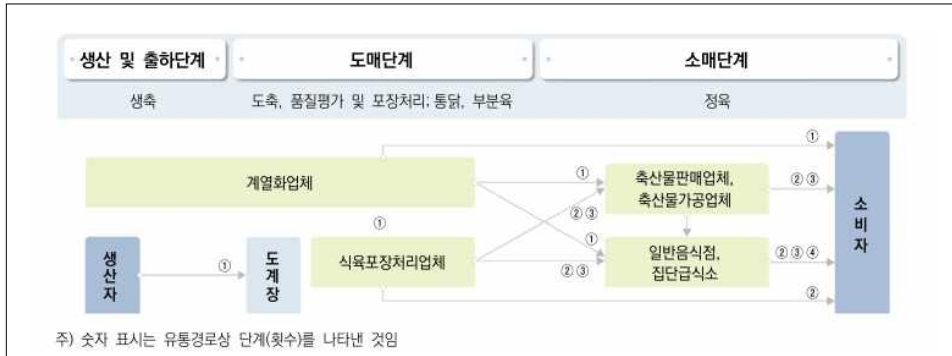 생산 및 출하단계
도매단계
소매단계
생축
도축, 품질평가 및 포장처리; 통닭, 부분육
정육
①
계열화업체
①
축산물판매업체,
축산물가공업체
②③
②③
①
①
생산자
①
도계장
식육포장처리업체
②③
일반음식점,
집단급식소
②③④
②
소비자
주) 숫자 표시는 유통경로상 단계(횟수)를 나타낸 것임